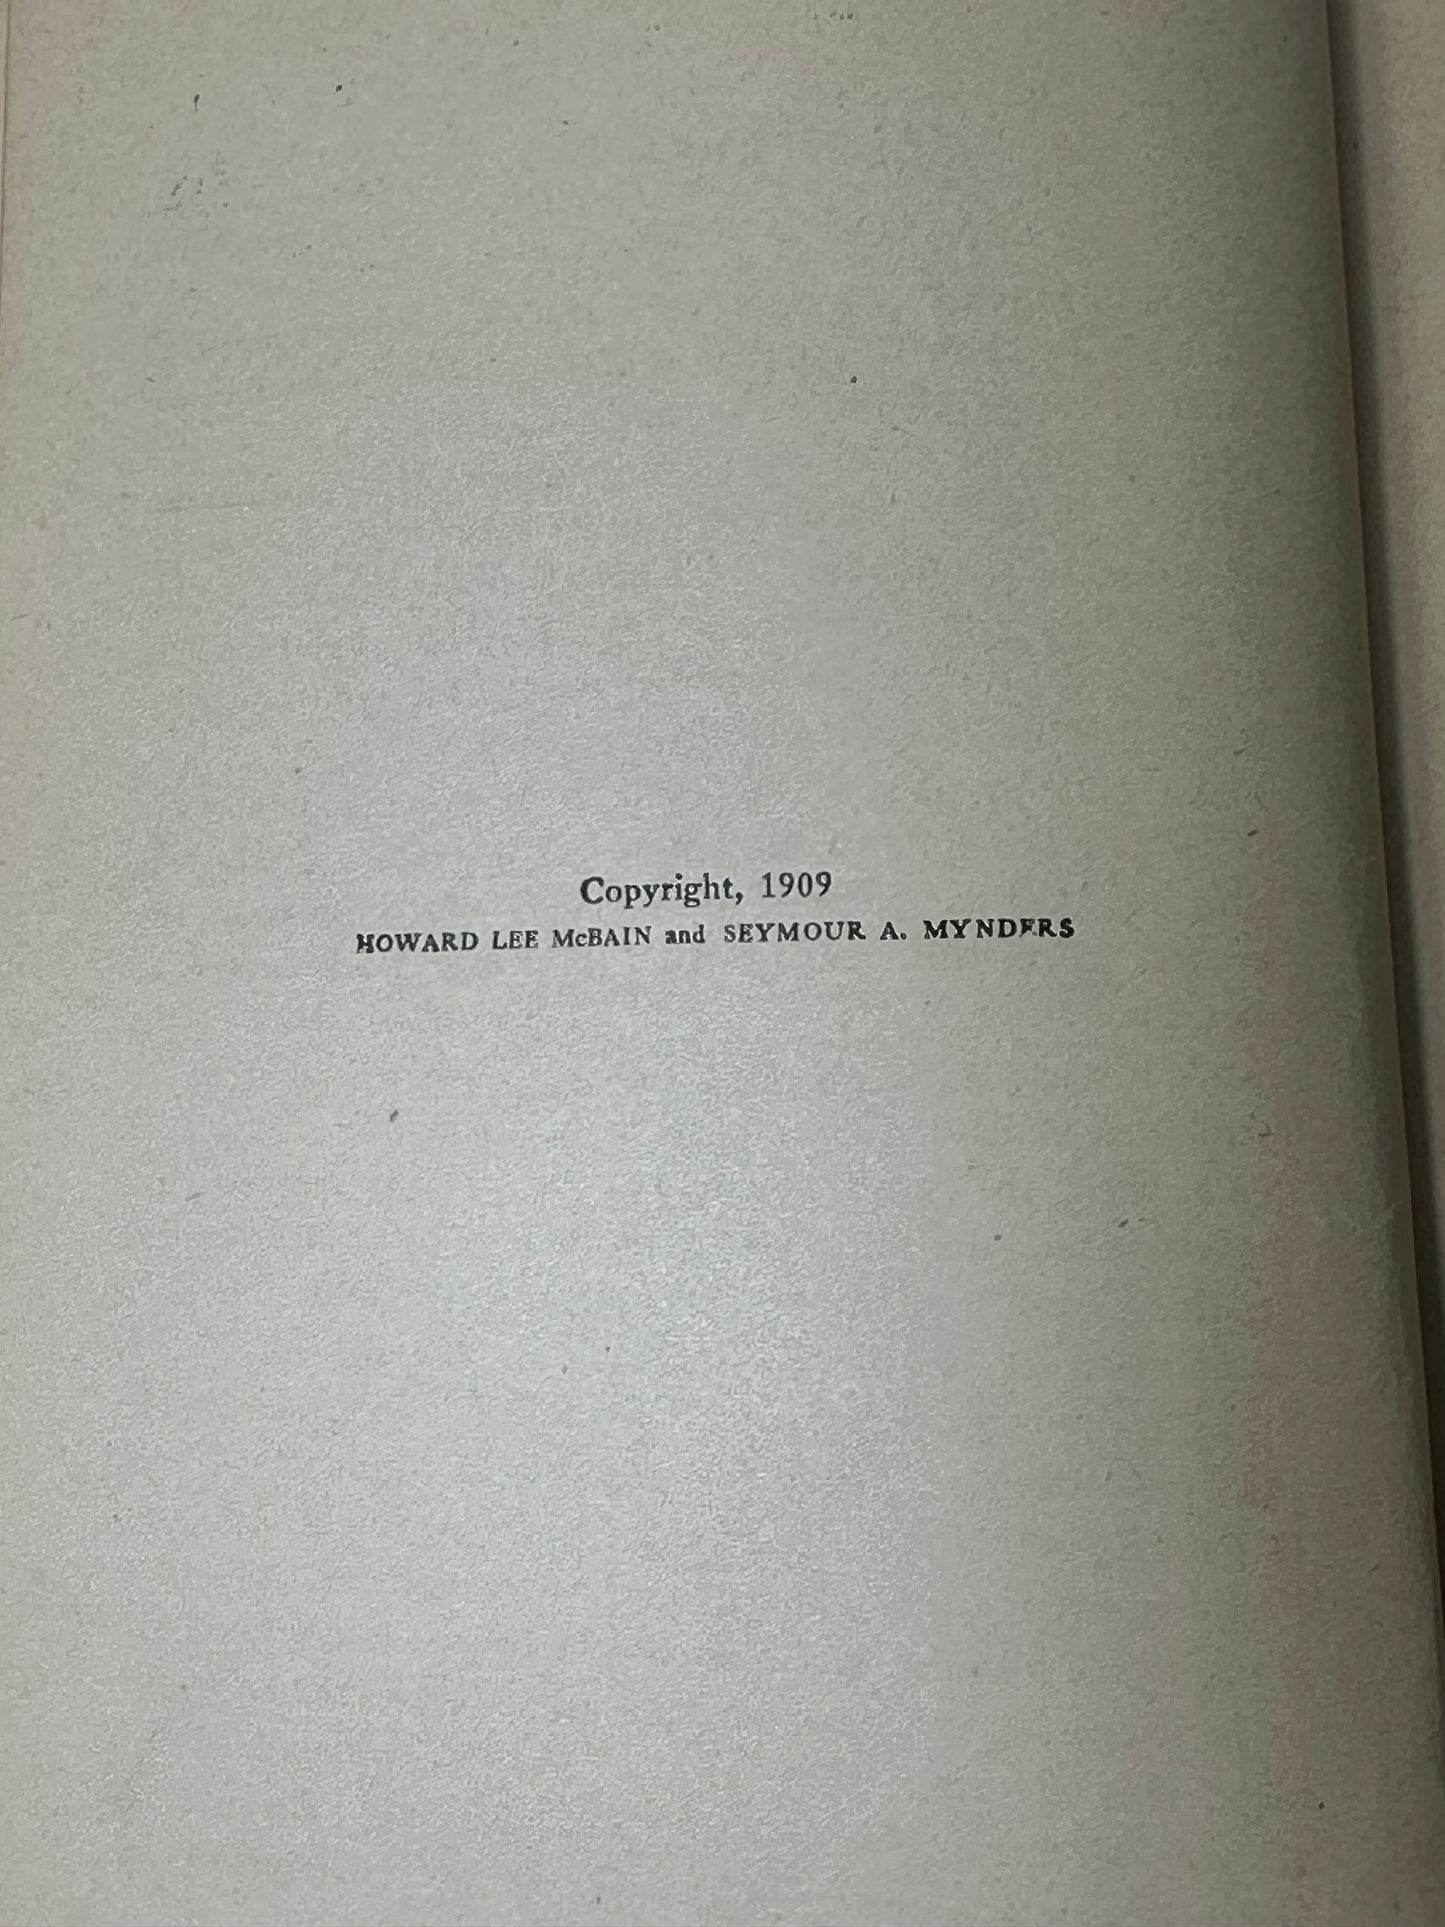 Copyright, 1909
HOWARD LEE McBAIN and SEYMOUR A. MYNDERS